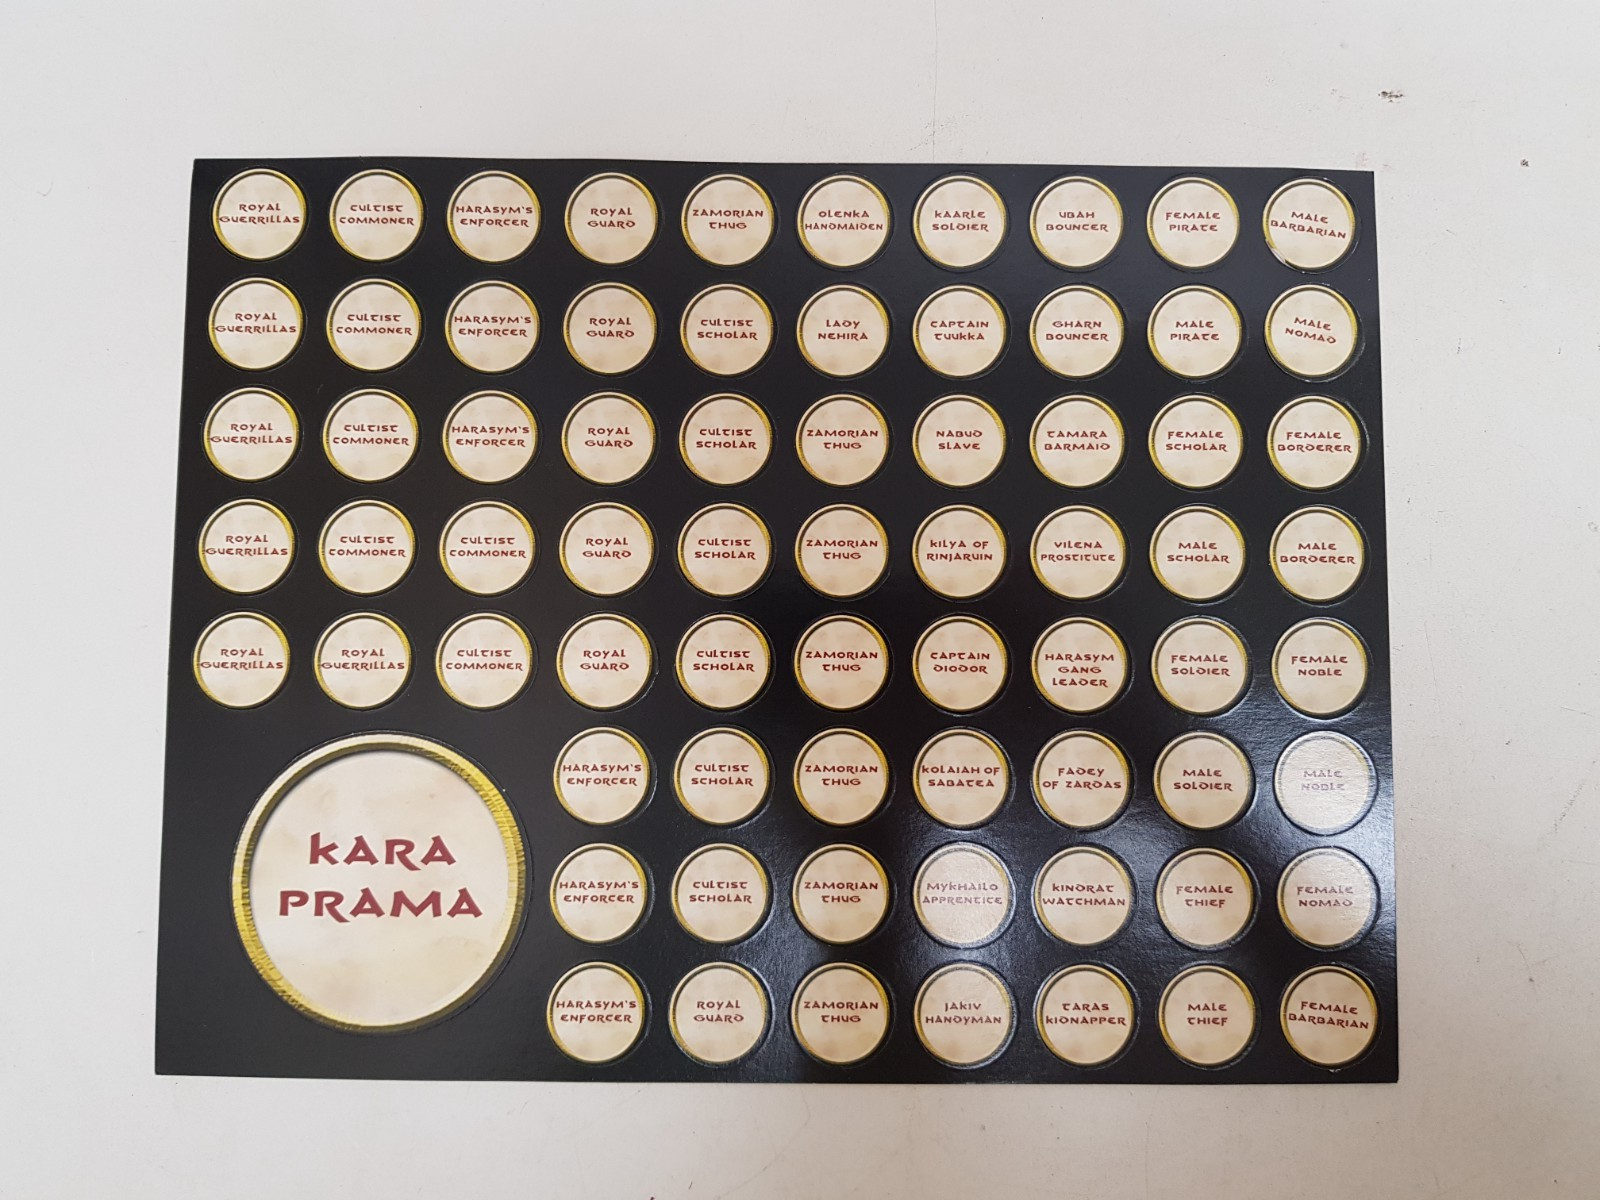 ROYAL
GUERRILLAS
CULTIST
COMMONER
HARASYM'S
ENFORCER
ROYAL
GUARD
ZAMORIAN
THUG
OLENKA
HANDMAIDEN
KAARLE
SOLDIER
UBAH
BOUNCER
FEMALE
PIRATE
MALE
BARBARIAN
ROYAL
GUERRILLAS
CULTIST
COMMONER
HARASYM'S
ENFORCER
ROYAL
GUARD
CULTIST
SCHOLAR
LADY
NEHIRA
CAPTAIN
TUUKKA
GHARN
BOUNCER
MALE
PIRATE
MALE
NOMAD
ROYAL
GUERRILLAS
CULTIST
COMMONER
HARASYM'S
ENFORCER
ROYAL
GUARD
CULTIST
SCHOLAR
ZAMORIAN
THUG
NABUD
SLAVE
TAMARA
BARMAID
FEMALE
SCHOLAR
FEMALE
BORDERER
ROYAL
GUERRILLAS
CULTIST
COMMONER
CULTIST
COMMONER
ROYAL
GUARD
CULTIST
SCHOLAR
ZAMORIAN
THUG
KILYA OF
RINJARUIN
VILENA
PROSTITUTE
MALE
SCHOLAR
MALE
BORDERER
ROYAL
GUERRILLAS
ROYAL
GUERRILLAS
CULTIST
COMMONER
ROYAL
GUARD
CULTIST
SCHOLAR
ZAMORIAN
THUG
CAPTAIN
DIODOR
HARASYM
GANG
LEADER
FEMALE
SOLDIER
FEMALE
NOBLE
KARA
PRAMA
HARASYM'S
ENFORCER
CULTIST
SCHOLAR
ZAMORIAN
THUG
KOLAIAH OF
SABATEA
FADEY
OF ZARDAS
MALE
SOLDIER
MALE
NOBLE
HARASYM'S
ENFORCER
CULTIST
SCHOLAR
ZAMORIAN
THUG
MYKHAILO
APPRENTICE
KINDRAT
WATCHMAN
FEMALE
THIEF
FEMALE
NOMAD
HARASYM'S
ENFORCER
ROYAL
GUARD
ZAMORIAN
THUG
JAKIV
HANDYMAN
TARAS
KIDNAPPER
MALE
THIEF
FEMALE
BARBARIAN